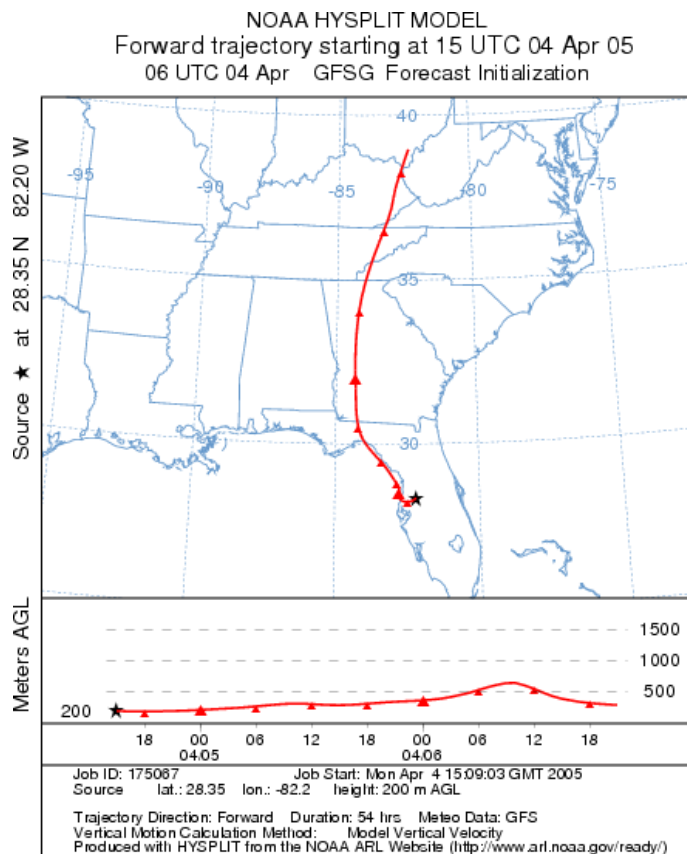 NOAA HYSPLIT MODEL
Forward trajectory starting at 15 UTC 04 Apr 05
06 UTC 04 Apr GFSG Forecast Initialization
Source ★ at 28.35 N 82.20 W
40
-95
-90
-85
-80
-75
35
30
Meters AGL
1500
1000
500
200
18 00 06 12 18 00 06 12 18
04.05 04.06
Job ID: 175067 Job Start: Mon Apr 4 15:09:03 GMT 2005
Source lat.: 28.35 lon.: -82.2 height: 200 m AGL
Trajectory Direction: Forward Duration: 54 hrs Meteo Data: GFS
Vertical Motion Calculation Method: Model Vertical Velocity
Produced with HYSPLIT from the NOAA ARL Website (http://www.arl.noaa.gov/ready/)